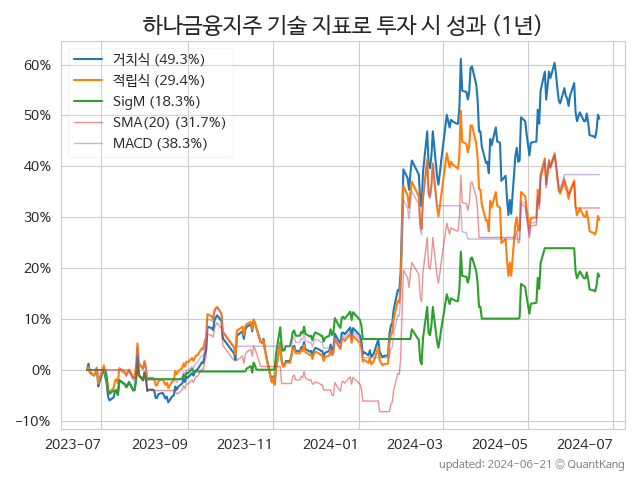 하나금융지주 기술 지표로 투자 시 성과 (1년)
거치식 (49.3%)
적립식 (29.4%)
SigM (18.3%)
SMA(20) (31.7%)
MACD (38.3%)
60%
50%
40%
30%
20%
10%
0%
−10%
2023-07
2023-09
2023-11
2024-01
2024-03
2024-05
2024-07
updated: 2024-06-21 © QuantKang